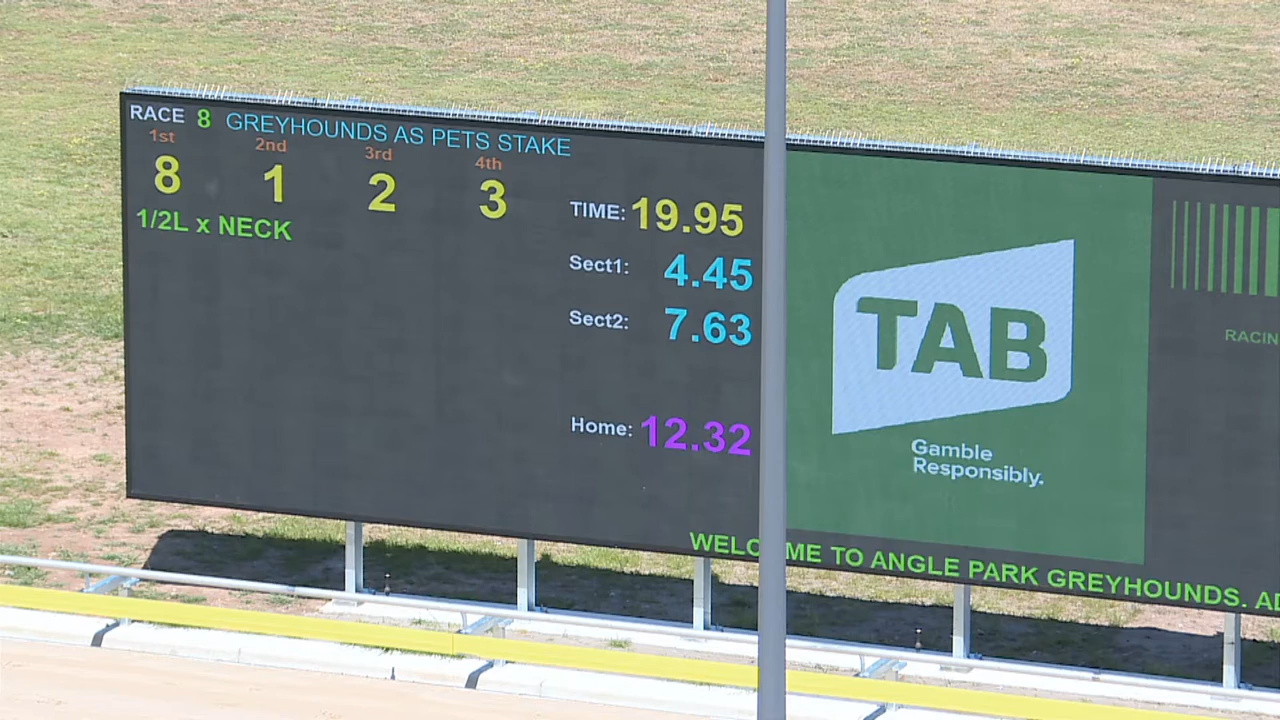 RACE 8 GREYHOUNDS AS PETS STAKE
1st 2nd 3rd 4th
8 1 2 3
1/2L x NECK
TIME: 19.95
Sect1: 4.45
Sect2: 7.63
Home: 12.32
TAB
Gamble
Responsibly.
WELCOME TO ANGLE PARK GREYHOUNDS.